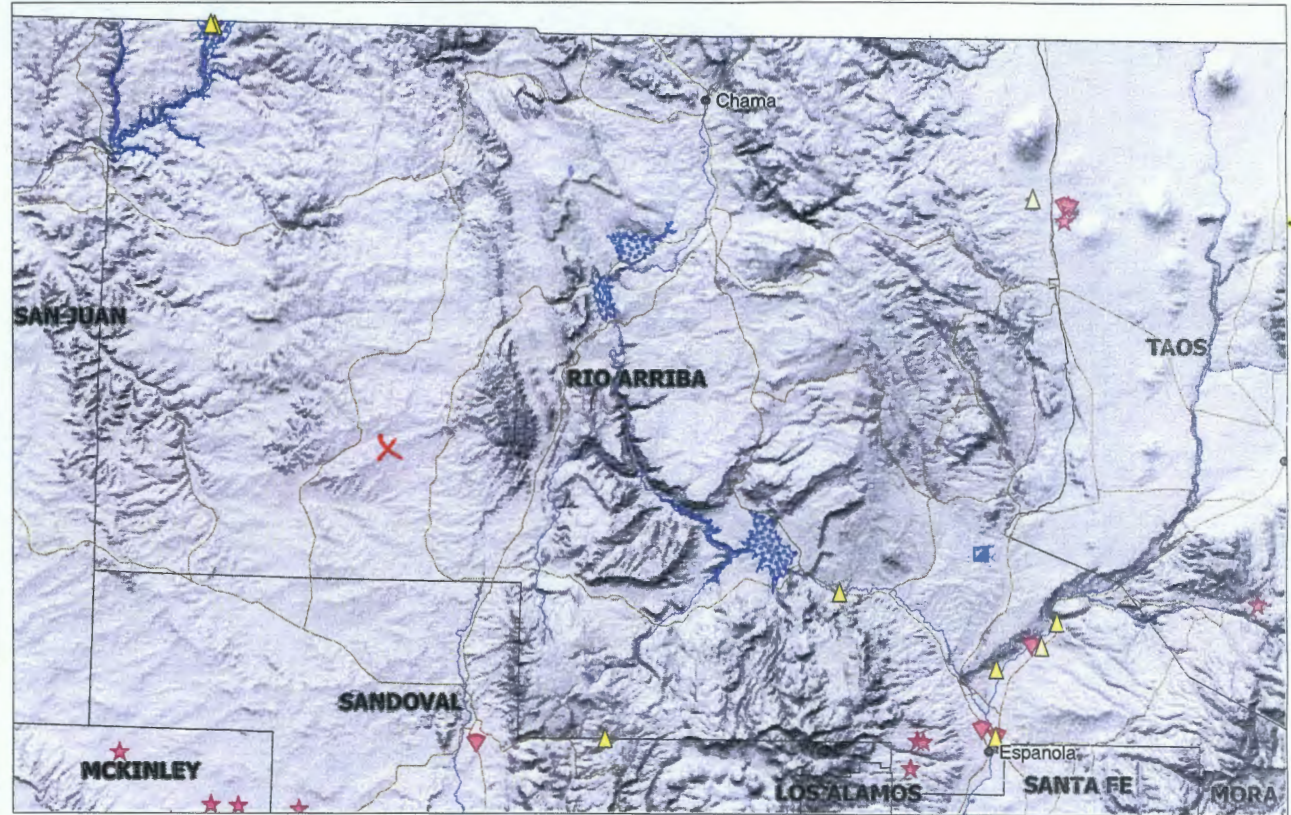 Chama
SAN JUAN
TAOS
RIO ARRIBA
SANDOVAL
Espanola
MCKINLEY
LOS ALAMOS
SANTA FE
MORA